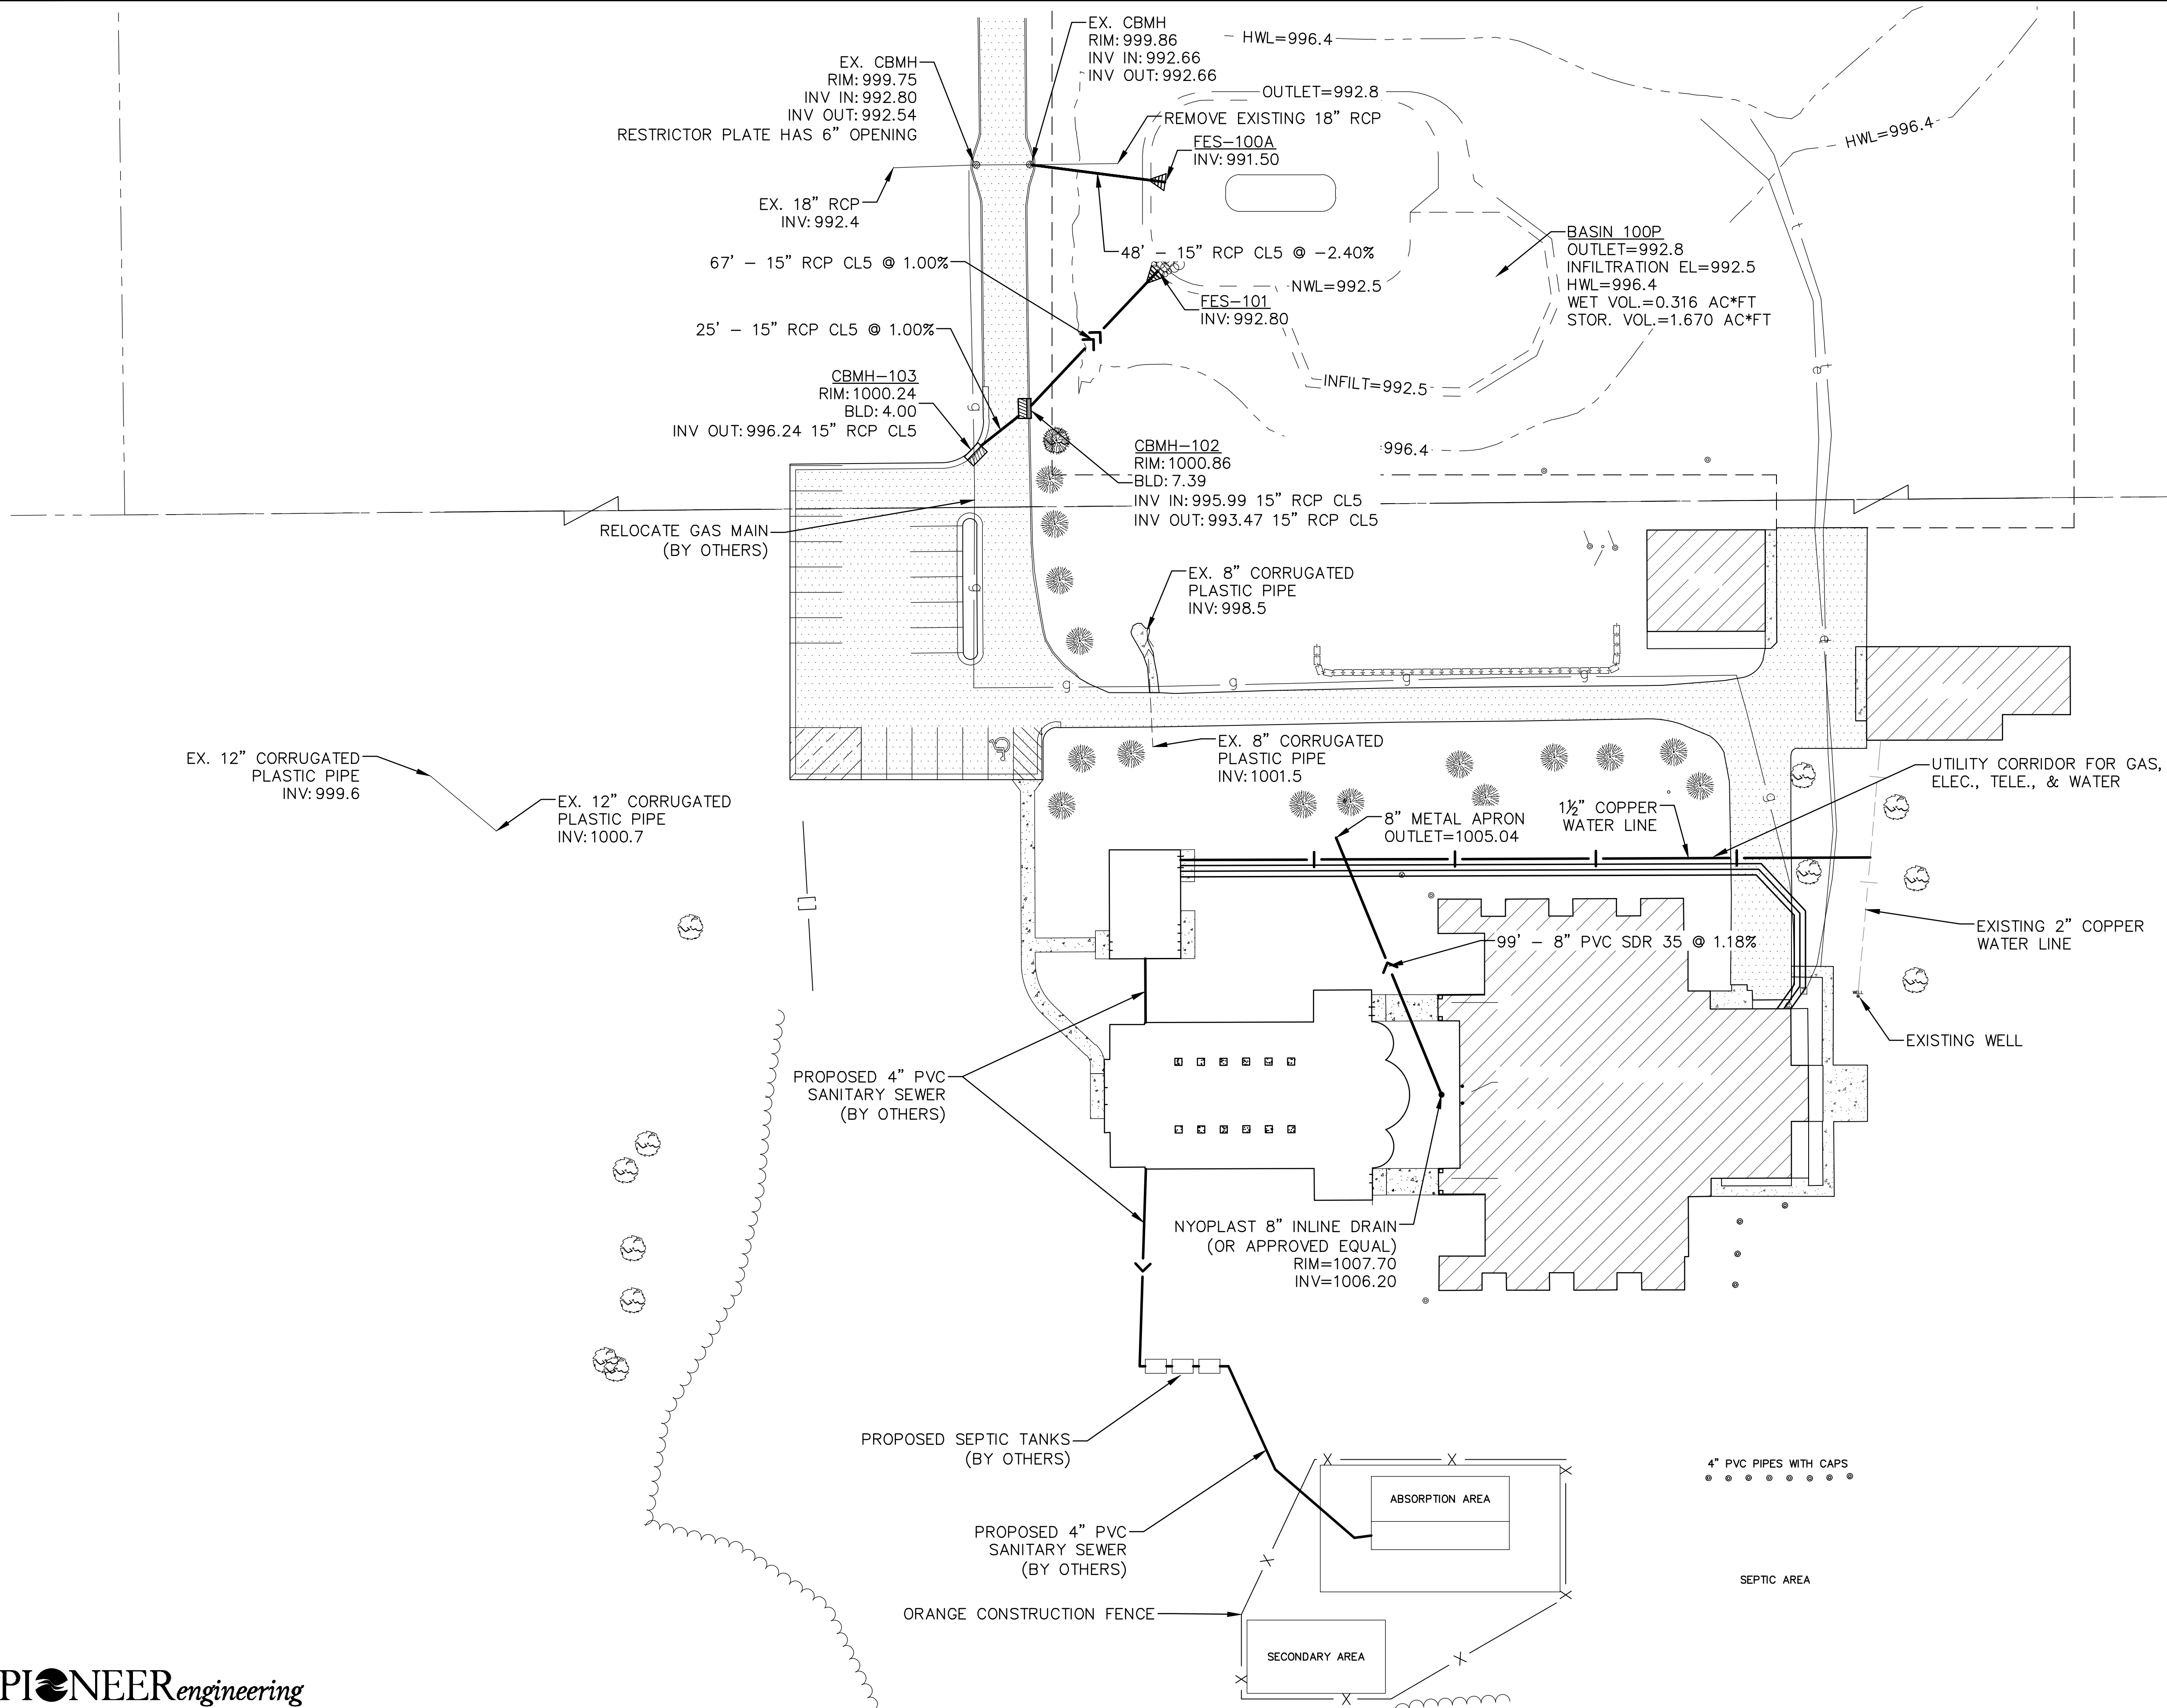 EX. CBMH
RIM: 999.75
INV IN: 992.80
INV OUT: 992.54
RESTRICTOR PLATE HAS 6” OPENING
EX. CBMH
RIM: 999.86
INV IN: 992.66
INV OUT: 992.66
HWL=996.4
OUTLET=992.8
REMOVE EXISTING 18” RCP
FES-100A
INV: 991.50
HWL=996.4
EX. 18” RCP
INV: 992.4
48’ - 15” RCP CL5 @ -2.40%
BASIN 100P
OUTLET=992.8
INFILTRATION EL=992.5
HWL=996.4
WET VOL.=0.316 AC*FT
STOR. VOL.=1.670 AC*FT
67’ - 15” RCP CL5 @ 1.00%
NWL=992.5
FES-101
INV: 992.80
25’ - 15” RCP CL5 @ 1.00%
CBMH-103
RIM: 1000.24
BLD: 4.00
INV OUT: 996.24 15” RCP CL5
INFILT=992.5
CBMH-102
RIM: 1000.86
BLD: 7.39
INV IN: 995.99 15” RCP CL5
INV OUT: 993.47 15” RCP CL5
996.4
g
RELOCATE GAS MAIN
(BY OTHERS)
g
EX. 8” CORRUGATED
PLASTIC PIPE
INV: 998.5
g g g g
EX. 12” CORRUGATED
PLASTIC PIPE
INV: 999.6
EX. 12” CORRUGATED
PLASTIC PIPE
INV: 1000.7
EX. 8” CORRUGATED
PLASTIC PIPE
INV: 1001.5
UTILITY CORRIDOR FOR GAS,
ELEC., TELE., & WATER
8” METAL APRON
OUTLET=1005.04
1½” COPPER
WATER LINE
g
EXISTING 2” COPPER
WATER LINE
99’ - 8” PVC SDR 35 @ 1.18%
WELL
EXISTING WELL
PROPOSED 4” PVC
SANITARY SEWER
(BY OTHERS)
NYOPLAST 8” INLINE DRAIN
(OR APPROVED EQUAL)
RIM=1007.70
INV=1006.20
PROPOSED SEPTIC TANKS
(BY OTHERS)
4” PVC PIPES WITH CAPS
ABSORPTION AREA
PROPOSED 4” PVC
SANITARY SEWER
(BY OTHERS)
SEPTIC AREA
ORANGE CONSTRUCTION FENCE
SECONDARY AREA
PIONEERengineering